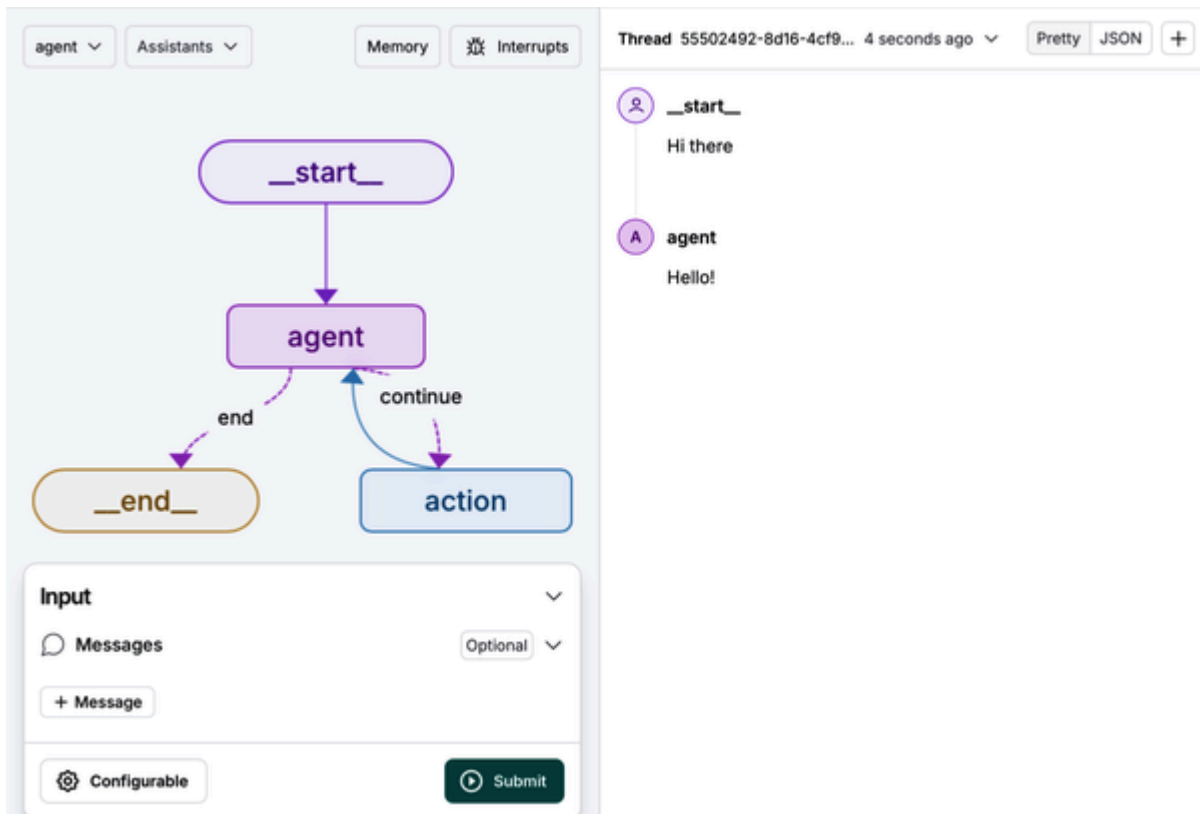 agent
Assistants
Memory
Interrupts
__start__
agent
end
continue
__end__
action
Input
Messages
Optional
+ Message
Configurable
Submit
Thread 55502492-8d16-4cf9... 4 seconds ago
Pretty
JSON
+
__start__
Hi there
A agent
Hello!